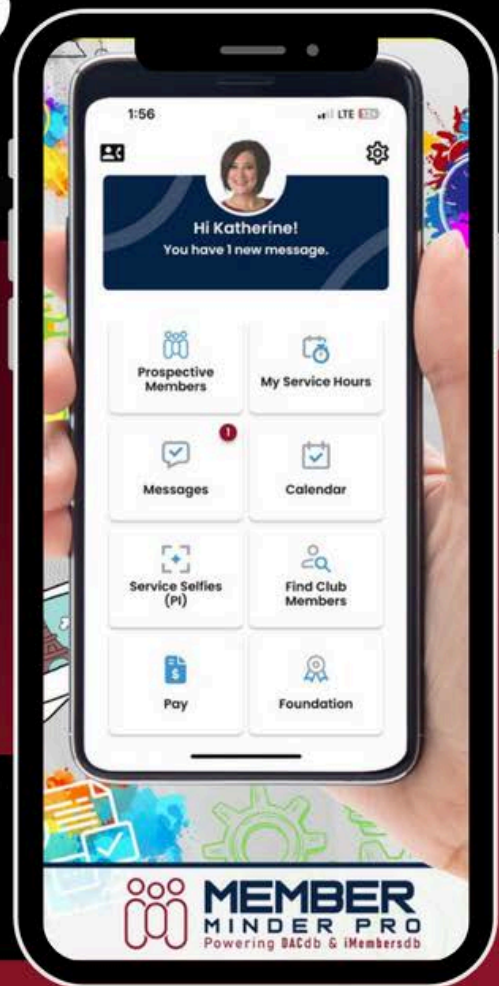 1:56
LTE
Hi Katherine!
You have 1 new message.
Prospective
Members
My Service Hours
1
Messages
Calendar
Service Selfies
(PI)
Find Club
Members
$
Pay
Foundation
MEMBER
MINDER PRO
Powering DACdb & iMembersdb